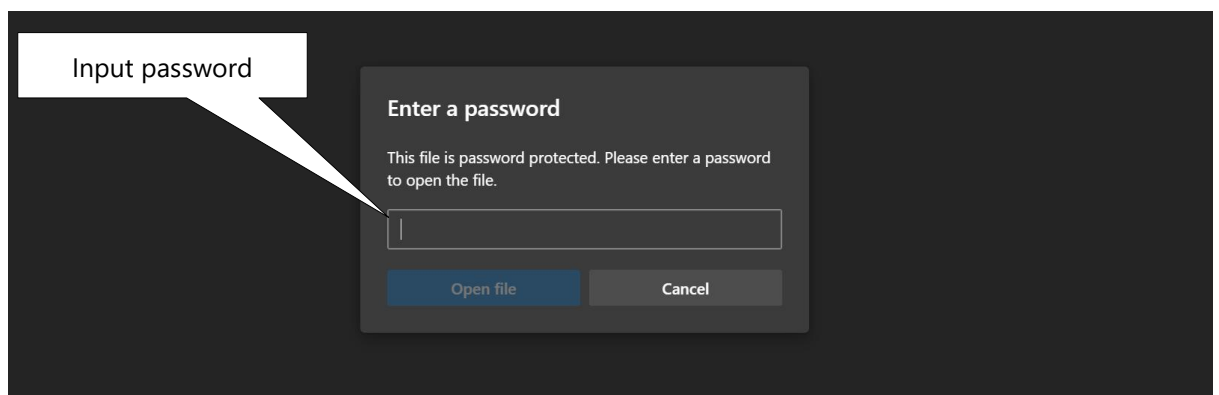 Input password
Enter a password
This file is password protected. Please enter a password
to open the file.
Open file
Cancel